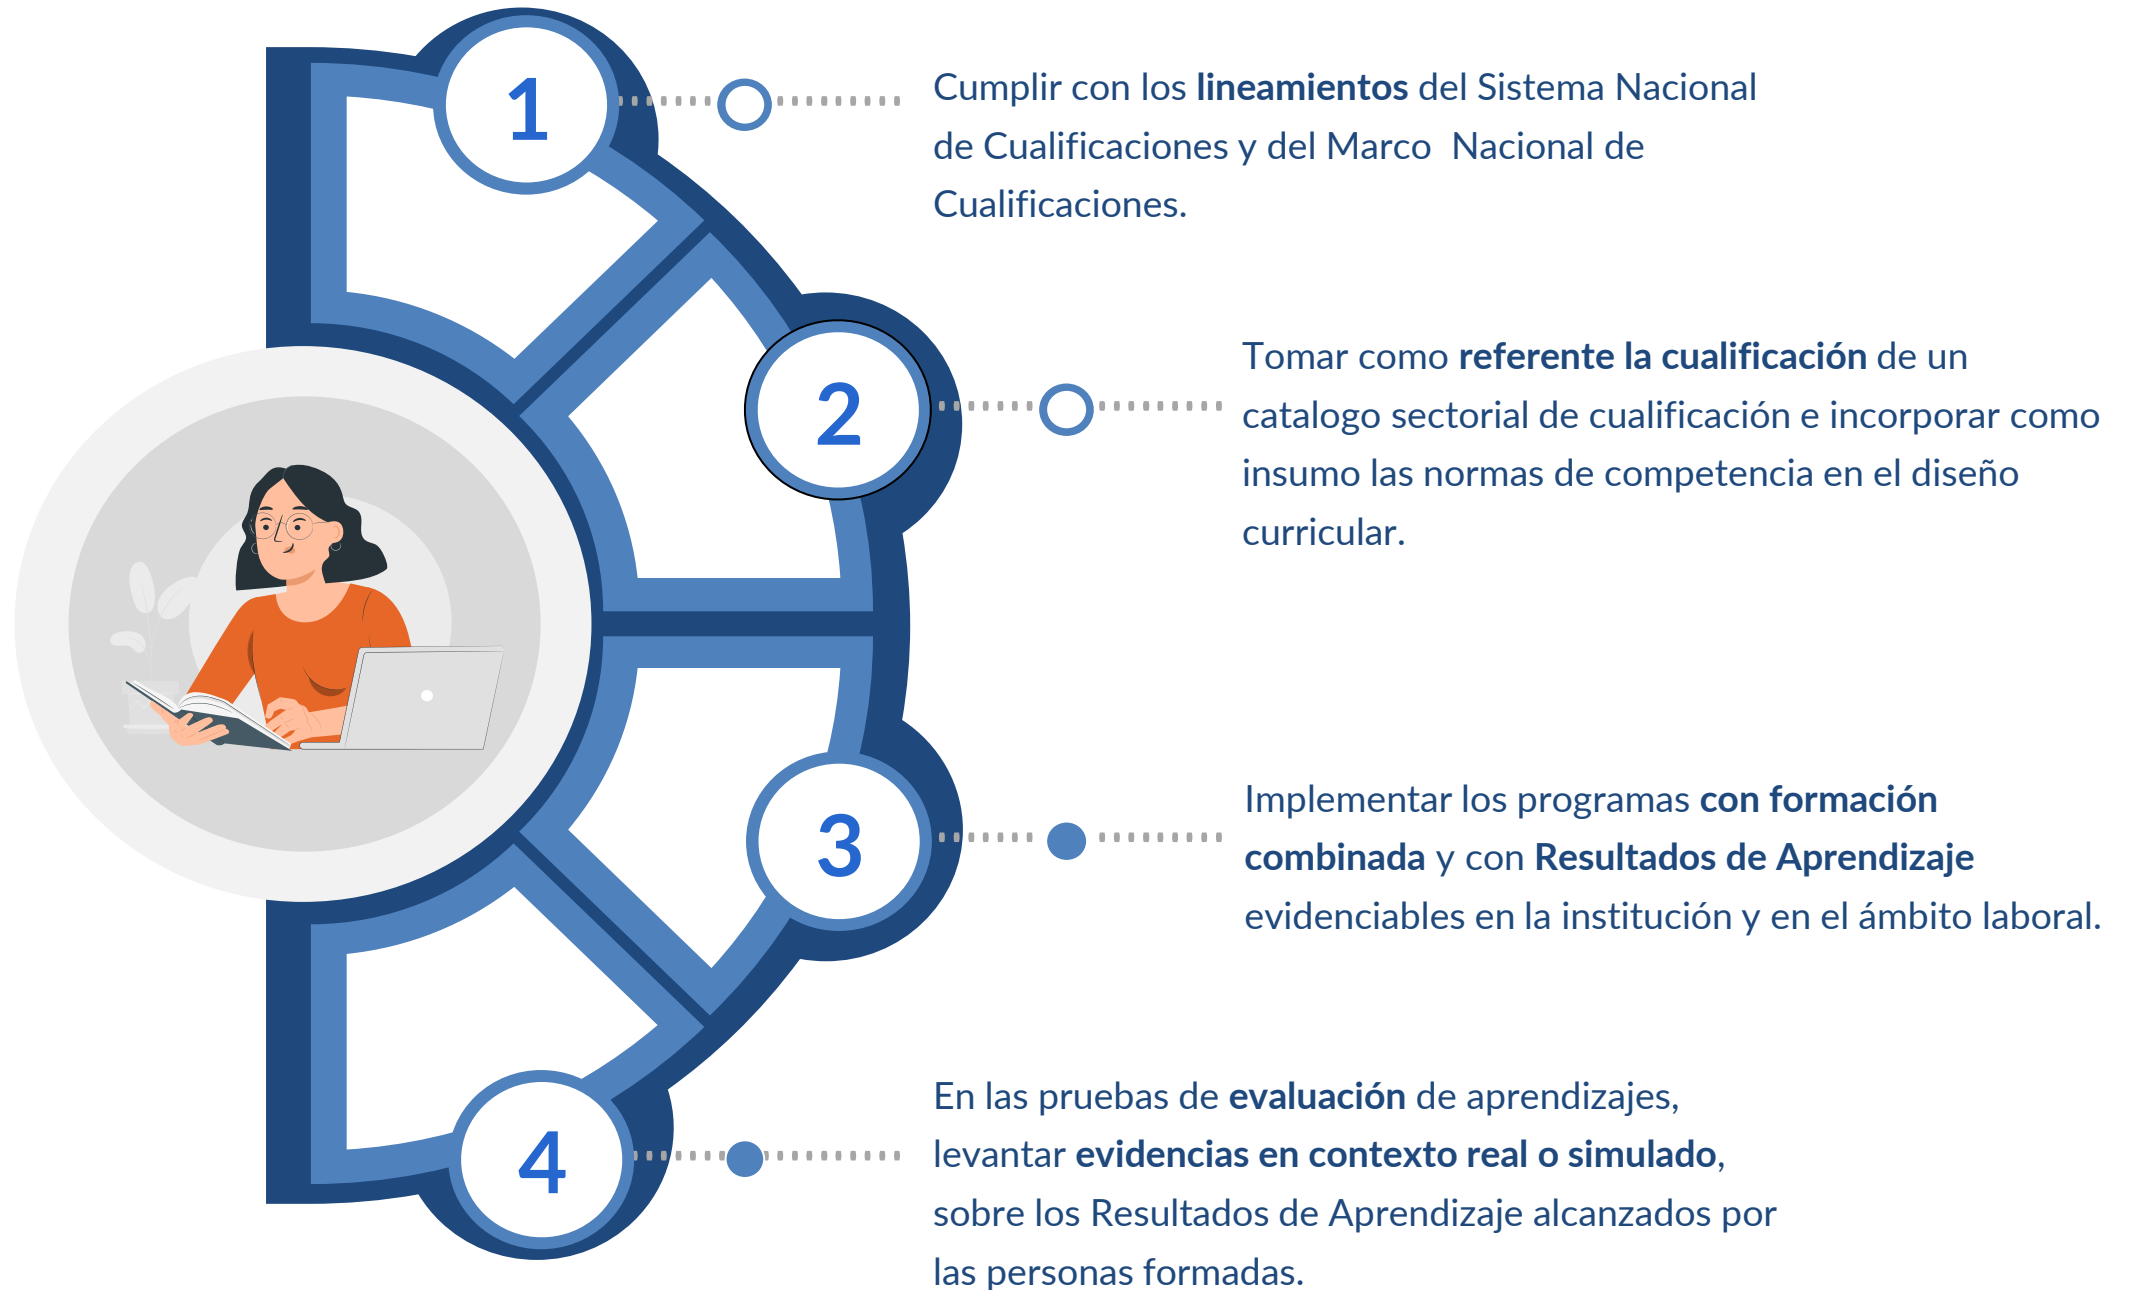 1
Cumplir con los lineamientos del Sistema Nacional
de Cualificaciones y del Marco Nacional de
Cualificaciones.
2
Tomar como referente la cualificación de un
catalogo sectorial de cualificación e incorporar como
insumo las normas de competencia en el diseño
curricular.
3
Implementar los programas con formación
combinada y con Resultados de Aprendizaje
evidenciables en la institución y en el ámbito laboral.
4
En las pruebas de evaluación de aprendizajes,
levantar evidencias en contexto real o simulado,
sobre los Resultados de Aprendizaje alcanzados por
las personas formadas.